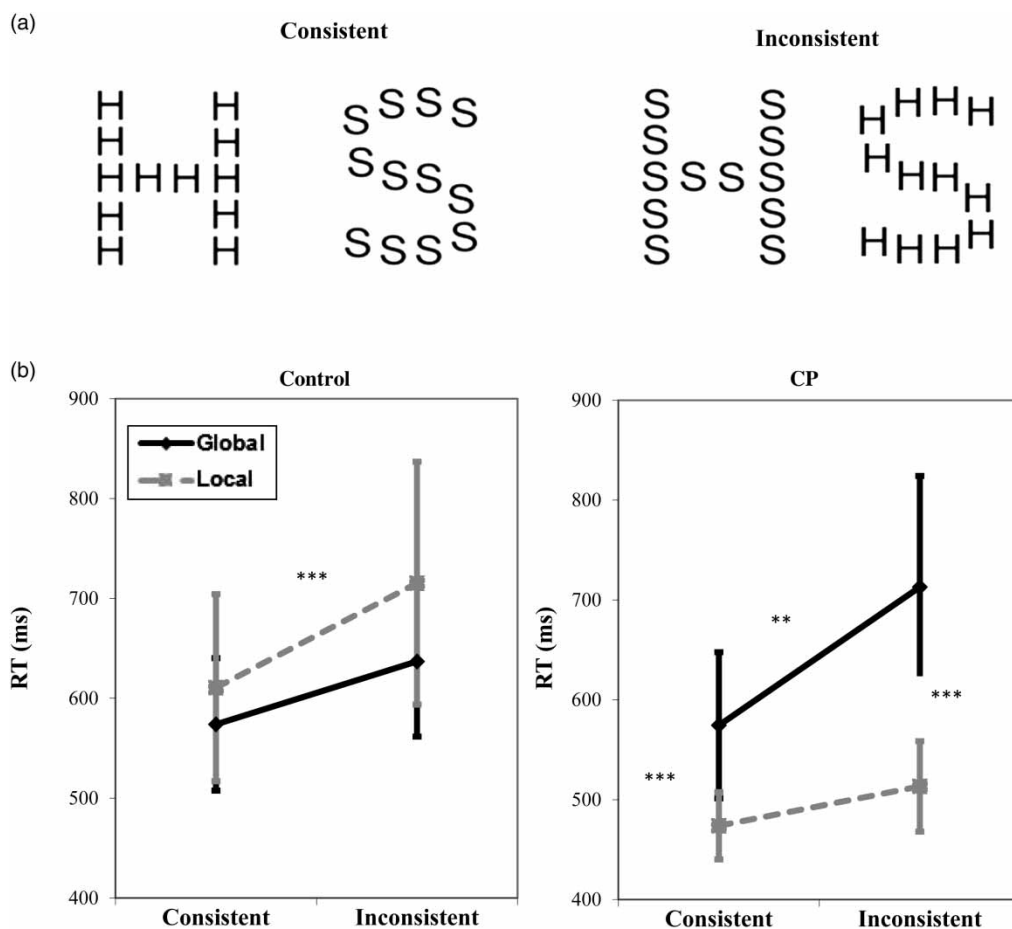 (a)
Consistent
Inconsistent
H H S S S S S S H H H H
H H S S
H H H H S S S S S S S S H H H H
H H S S
H H S S S S S S S H H H H
(b)
Control
CP
900
800
700
600
500
400
RT (ms)
Global
Local
***
Consistent
Inconsistent
900
800
700
600
500
400
RT (ms)
**
***
***
Consistent
Inconsistent